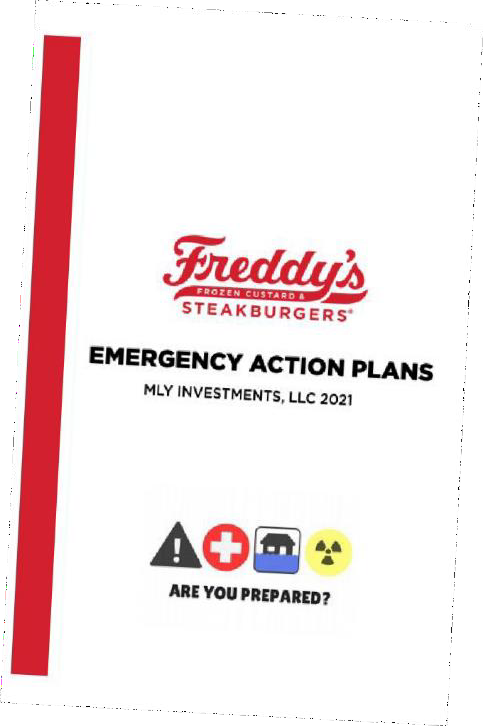 Freddy's
FROZEN CUSTARD &
STEAKBURGERS®
EMERGENCY ACTION PLANS
MLY INVESTMENTS, LLC 2021
!
ARE YOU PREPARED?